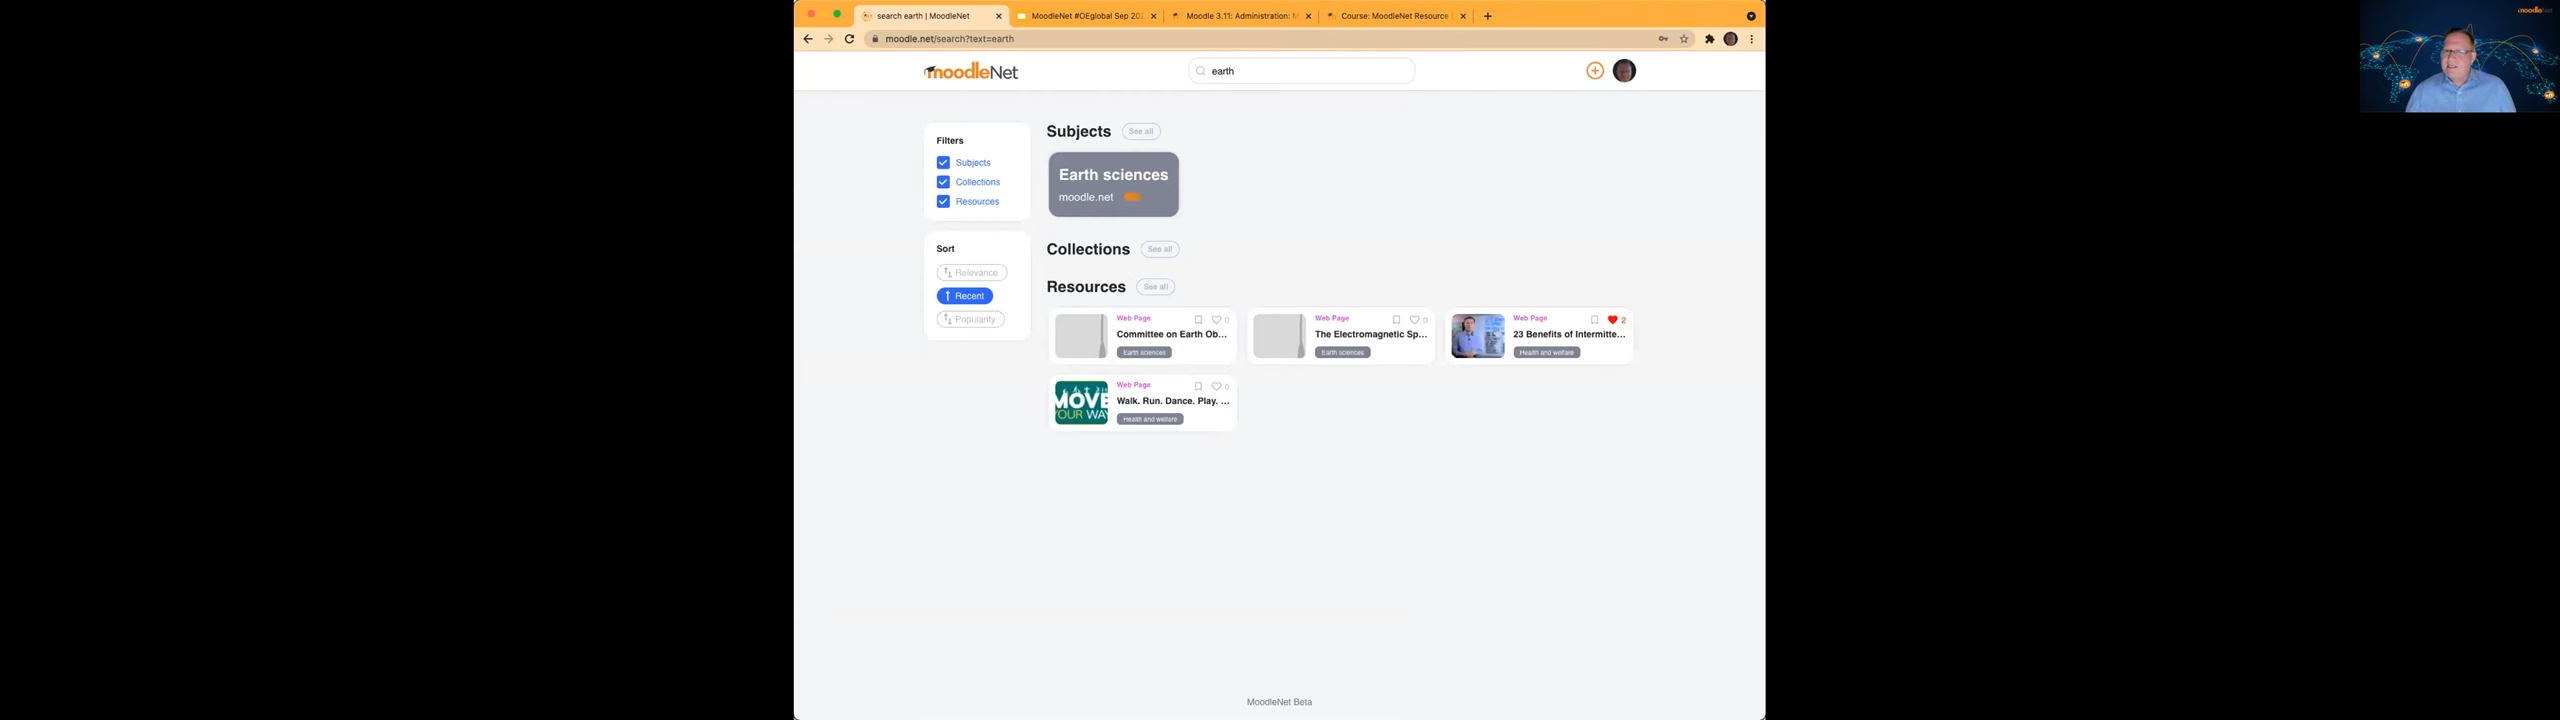 search earth | MoodleNet
MoodleNet #OEglobal Sep 202
Moodle 3.11: Administration: M
Course: MoodleNet Resource
moodle.net/search?text=earth
moodleNet
earth
Filters
Subjects
Collections
Resources
Sort
Relevance
Recent
Popularity
Subjects
See all
Earth sciences
moodle.net
Collections
See all
Resources
See all
Web Page
0
Committee on Earth Ob...
Earth sciences
Web Page
0
The Electromagnetic Sp...
Earth sciences
Web Page
2
23 Benefits of Intermitte...
Health and welfare
MOVE
YOUR WAY
Web Page
0
Walk. Run. Dance. Play. ...
Health and welfare
MoodleNet Beta
moodleNet